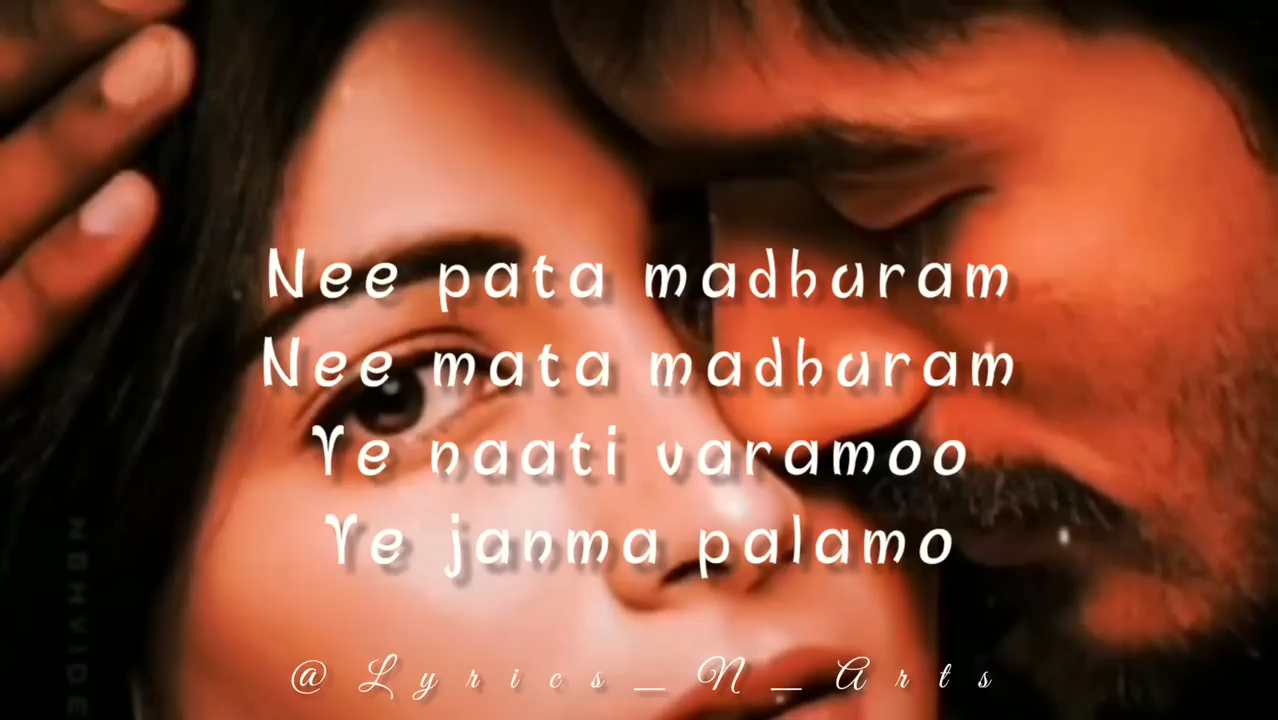 Nee pata madhuram
Nee mata madhuram
Ye naati varamoo
Ye janma palamo
@Lyrics_N_Arts